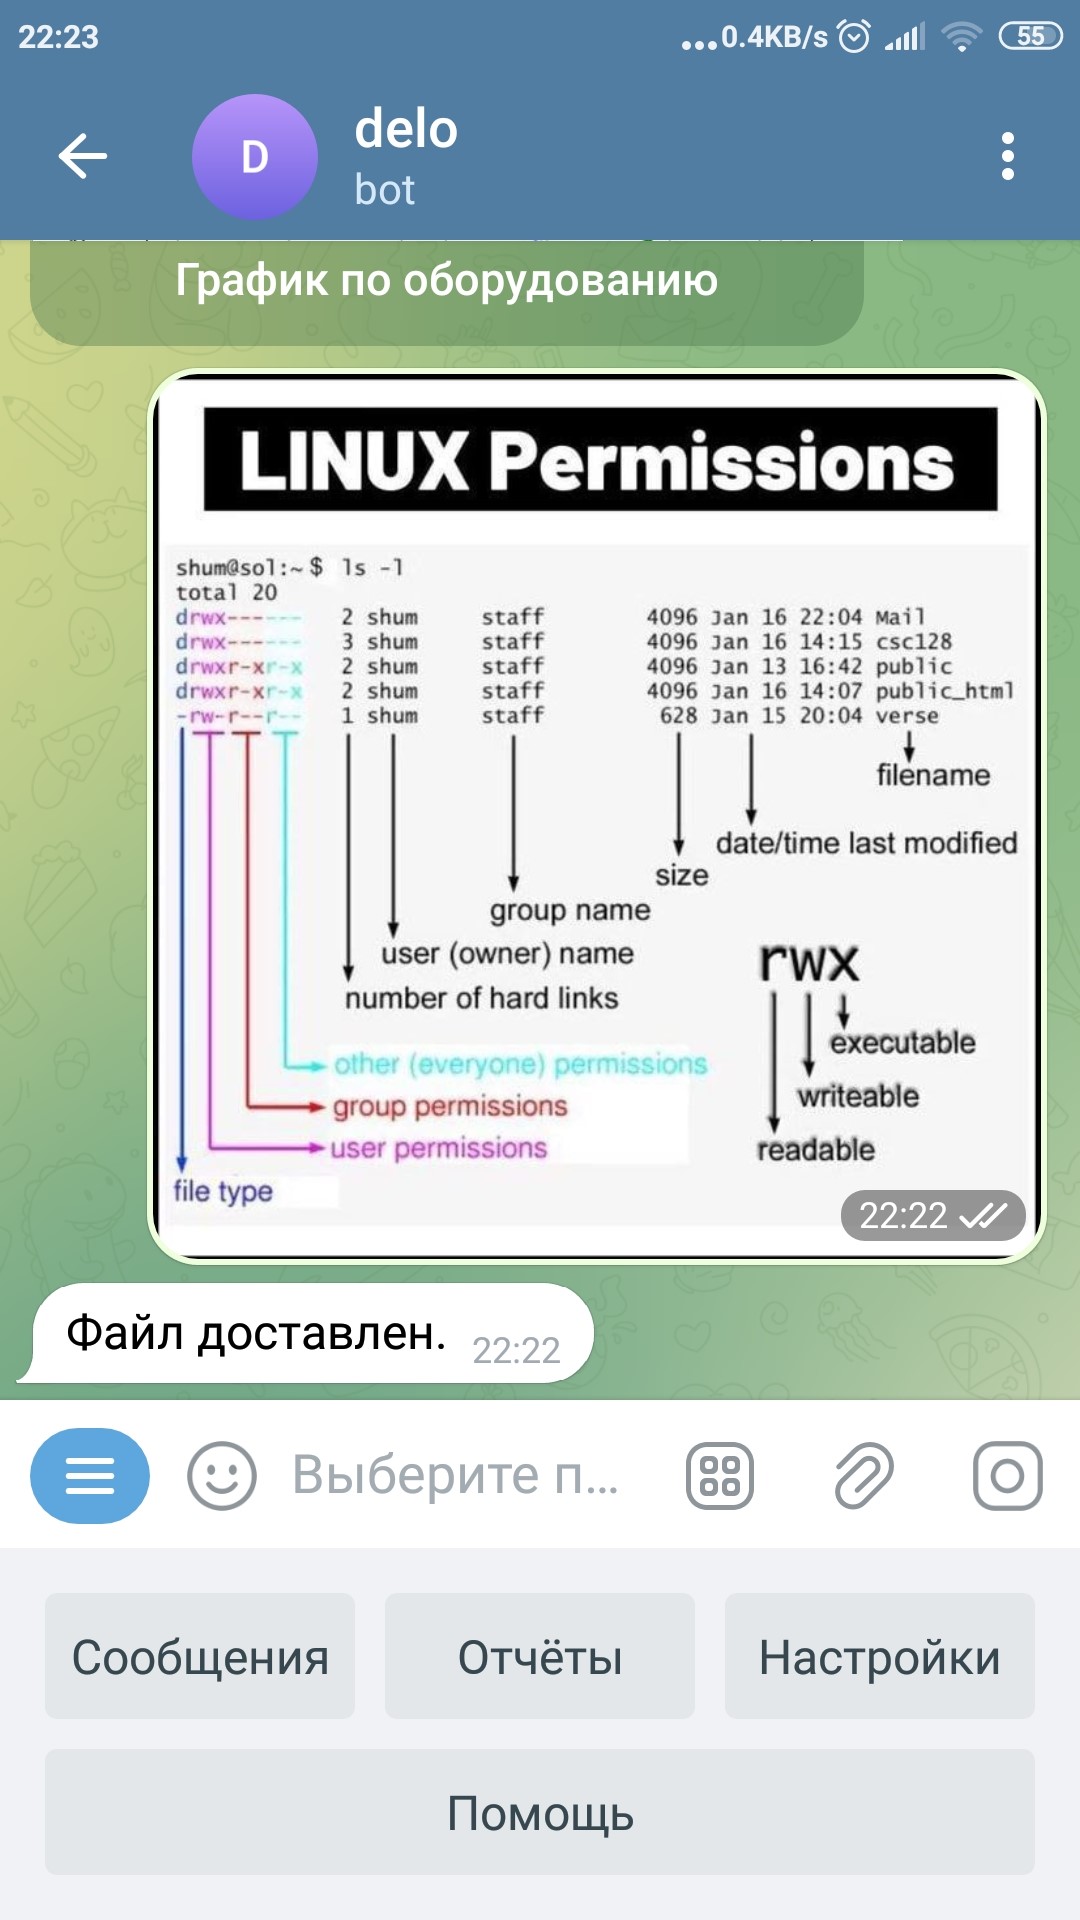 22:23
...0.4KB/s
55
D
delo
bot
График по оборудованию
LINUX Permissions
shum@sol:~$ ls -l
total 20
drwx------ 2 shum staff 4096 Jan 16 22:04 Mail
drwx------ 3 shum staff 4096 Jan 16 14:15 csc128
drwxr-xr-x 2 shum staff 4096 Jan 13 16:42 public
drwxr-xr-x 2 shum staff 4096 Jan 16 14:07 public_html
-rw-r--r-- 1 shum staff 628 Jan 15 20:04 verse
filename
date/time last modified
size
group name
user (owner) name
number of hard links
rwx
executable
writeable
readable
other (everyone) permissions
group permissions
user permissions
file type
22:22
Файл доставлен. 22:22
Выберите п...
Сообщения
Отчёты
Настройки
Помощь